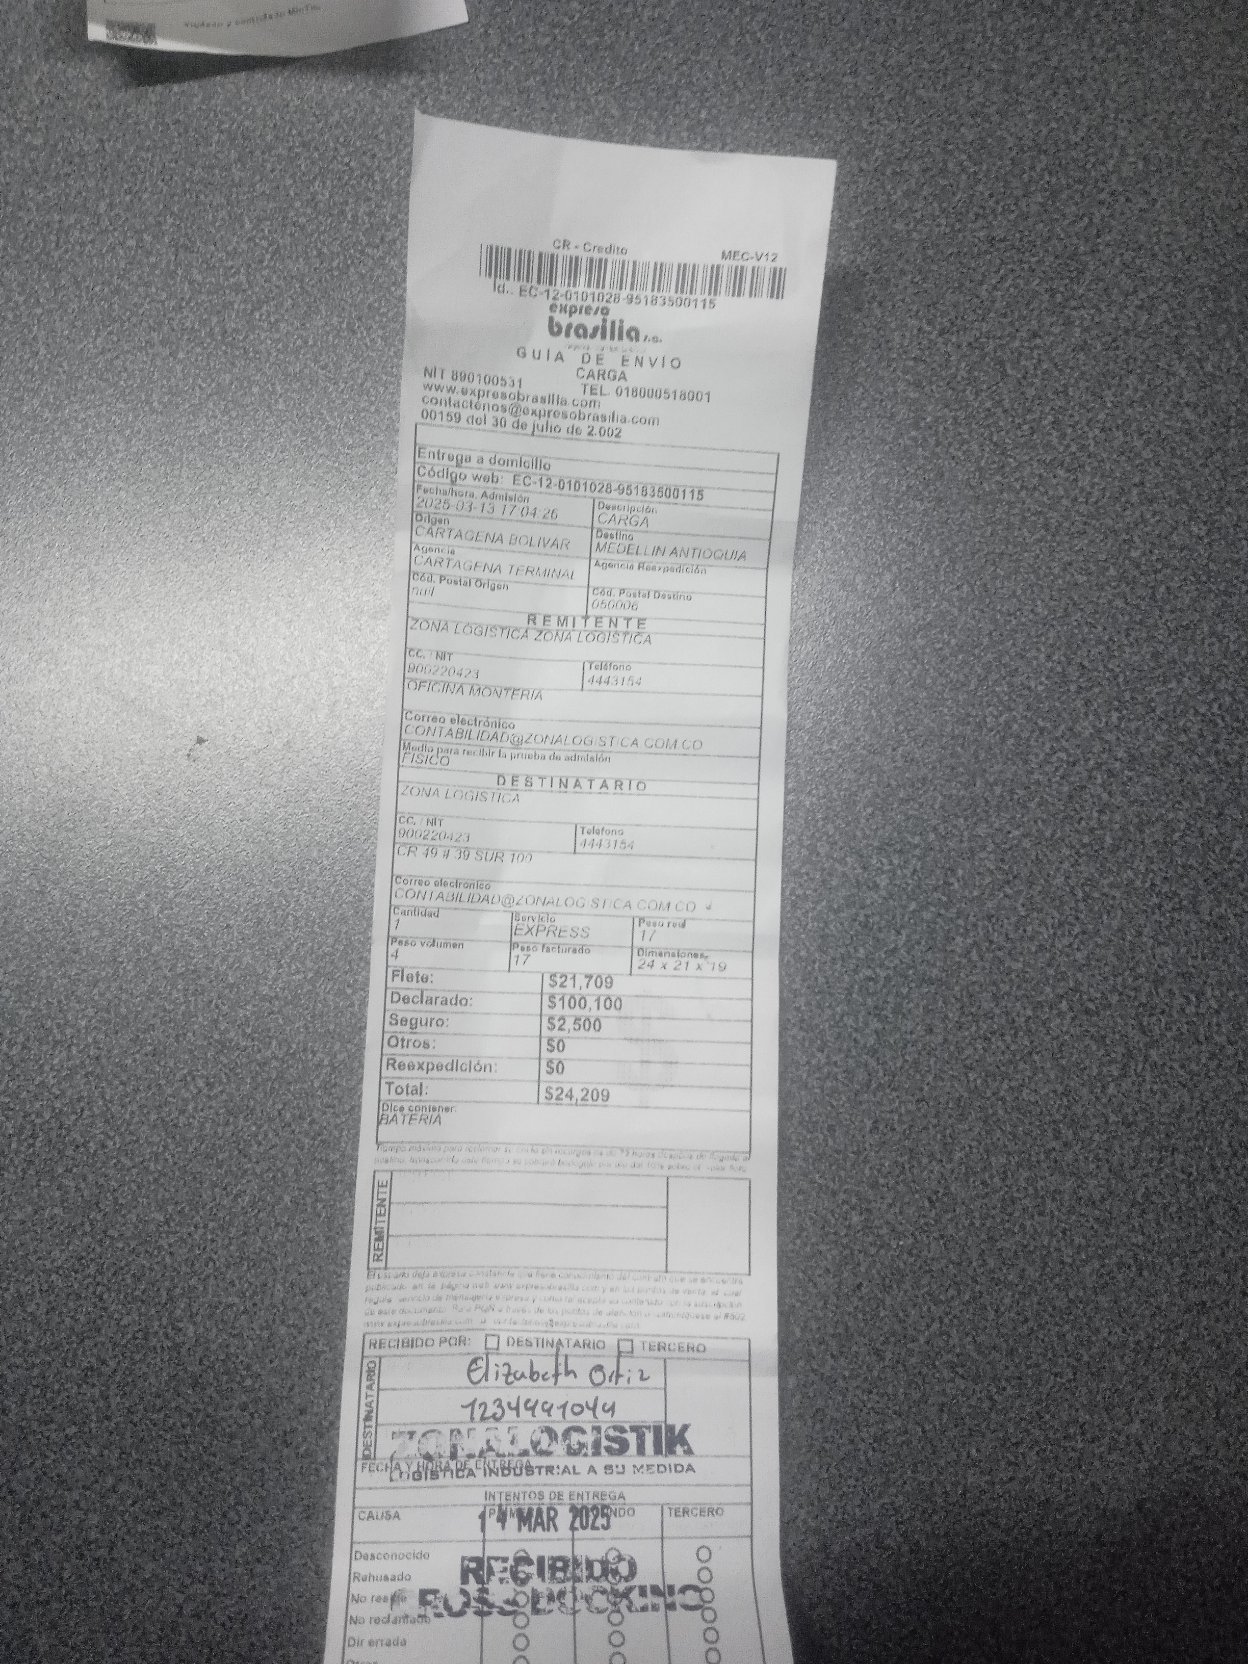 CR - Credito MEC-V12
Id.. EC-12-0101028-95183500115
expreso
brasilia s.a.
GUIA DE ENVIO
CARGA
NIT 890100531 TEL. 018000518001
www.expresobrasilia.com
contactenos@expresobrasilia.com
00159 del 30 de julio de 2.002
Entrega a domicilio
Código web: EC-12-0101028-95183500115
Fecha/hora. Admisión Descripción
2025-03-13 17:04:26 CARGA
Origen Destino
CARTAGENA BOLIVAR MEDELLIN ANTIOQUIA
Agencia Agencia Reexpedición
CARTAGENA TERMINAL
Cód. Postal Origen Cód. Postal Destino
null 050006
REMITENTE
ZONA LOGISTICA ZONA LOGISTICA
CC. / NIT Teléfono
900220423 4443154
OFICINA MONTERIA
Correo electrónico
CONTABILIDAD@ZONALOGISTICA.COM.CO
Medio para recibir la prueba de admisión
FISICO
DESTINATARIO
ZONA LOGISTICA
CC. / NIT Teléfono
900220423 4443154
CR 49 # 39 SUR 100
Correo electrónico
CONTABILIDAD@ZONALOGISTICA.COM.CO
Cantidad Servicio Peso real
1 EXPRESS 17
Peso volumen Peso facturado Dimensiones.
4 17 24 x 21 x 19
Flete: $21,709
Declarado: $100,100
Seguro: $2,500
Otros: $0
Reexpedición: $0
Total: $24,209
Dice contener:
BATERIA
REMITENTE
RECIBIDO POR: DESTINATARIO TERCERO
DESTINATARIO
Elizabeth Ortiz
1234991044
ZONALOGISTIK
FECHA Y HORA DE ENTREGA
LOGISTICA INDUSTRIAL A SU MEDIDA
INTENTOS DE ENTREGA
CAUSA TERCERO
14 MAR 2025
Desconocido
RECIBIDO
Rehusado
CROSS DOCKING
No reclamado
Dir errada